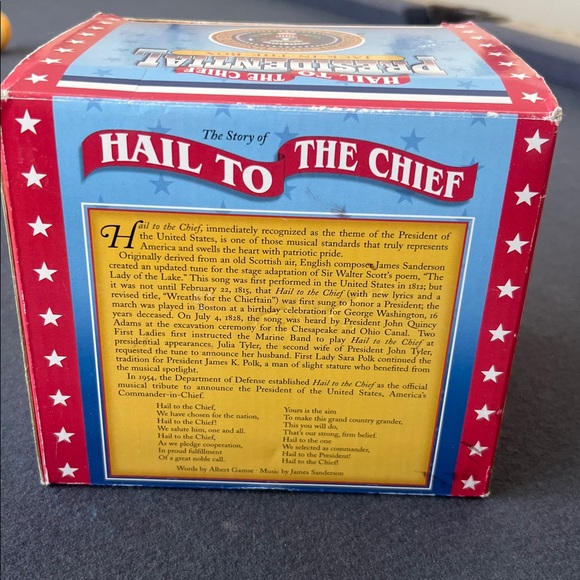 HAIL TO THE CHIEF
PRESIDENTIAL
JACK-IN-THE-BOX
The Story of
HAIL TO THE CHIEF
Hail to the Chief, immediately recognized as the theme of the President of
the United States, is one of those musical standards that truly represents
America and swells the heart with patriotic pride.
Originally derived from an old Scottish air, English composer James Sanderson
created an updated tune for the stage adaptation of Sir Walter Scott's poem, "The
Lady of the Lake." This song was first performed in the United States in 1812; but
it was not until February 22, 1815, that Hail to the Chief (with new lyrics and a
revised title, "Wreaths for the Chieftain") was first sung to honor a President; the
march was played in Boston at a birthday celebration for George Washington, 16
years deceased. On July 4, 1828, the song was heard by President John Quincy
Adams at the excavation ceremony for the Chesapeake and Ohio Canal. Two
First Ladies first instructed the Marine Band to play Hail to the Chief at
presidential appearances. Julia Tyler, the second wife of President John Tyler,
requested the tune to announce her husband. First Lady Sara Polk continued the
tradition for President James K. Polk, a man of slight stature who benefited from
the musical spotlight.
In 1954, the Department of Defense established Hail to the Chief as the official
musical tribute to announce the President of the United States, America's
Commander-in-Chief.
Hail to the Chief,
We have chosen for the nation,
Hail to the Chief!
We salute him, one and all.
Hail to the Chief,
As we pledge cooperation,
In proud fulfillment
Of a great noble call.
Yours is the aim
To make this grand country grander,
This you will do,
That's our strong, firm belief.
Hail to the one
We selected as commander,
Hail to the President!
Hail to the Chief!
Words by Albert Gamse · Music by James Sanderson